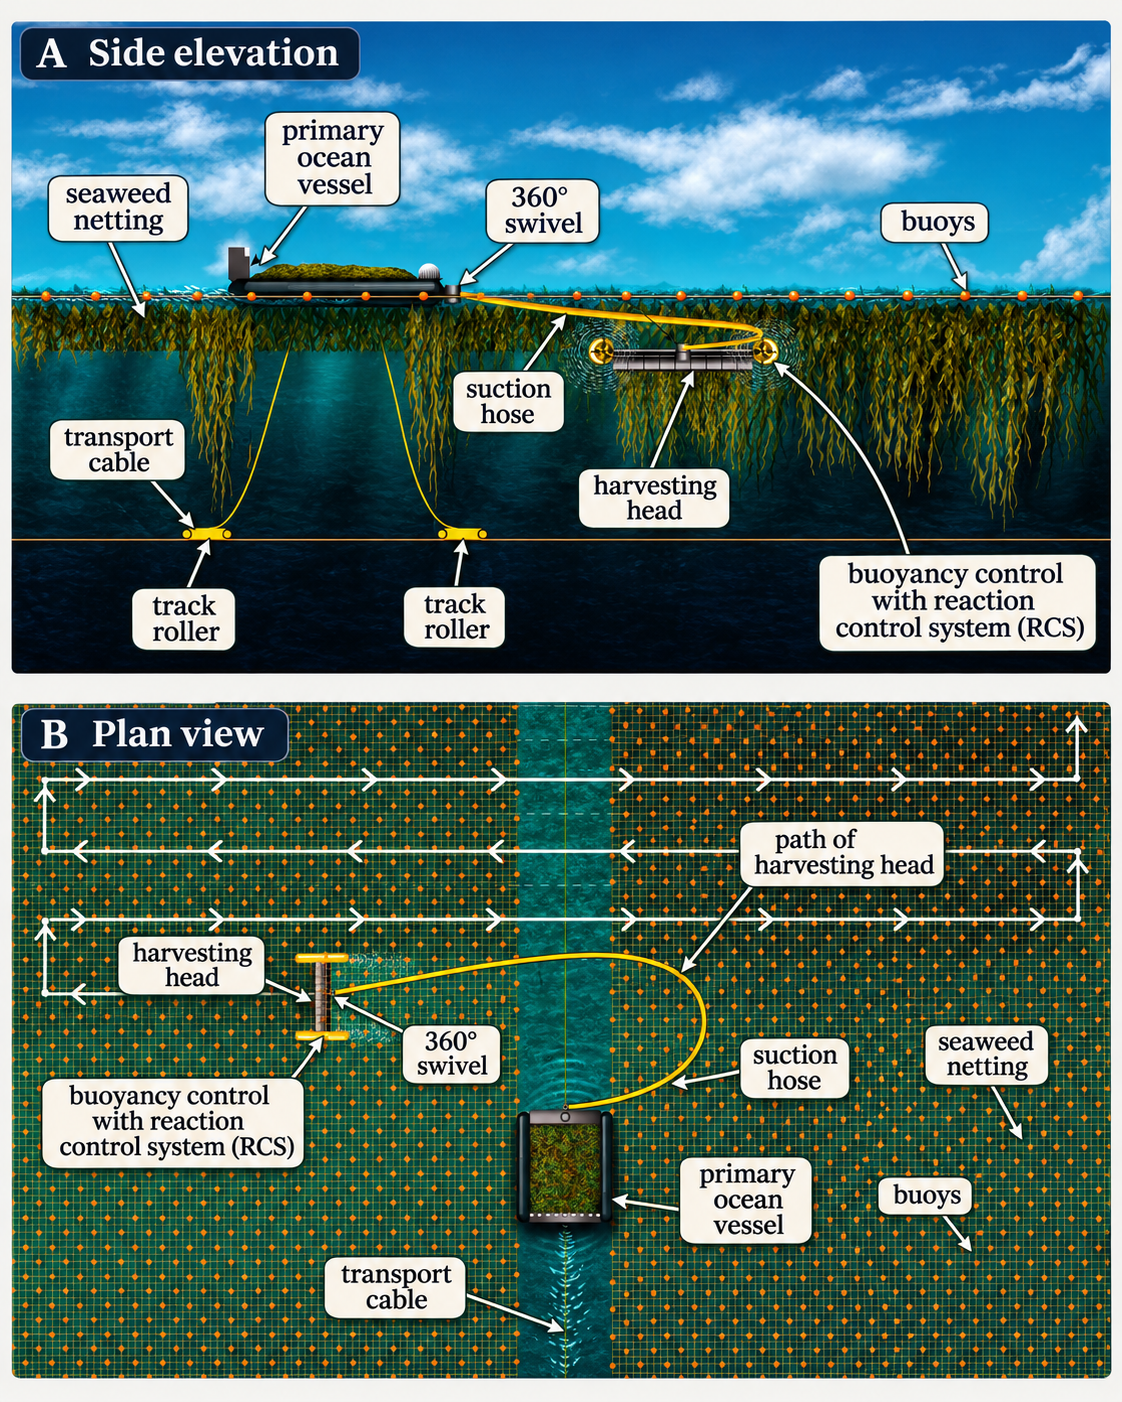 A Side elevation
primary
ocean
vessel
seaweed
netting
360°
swivel
buoys
suction
hose
transport
cable
harvesting
head
buoyancy control
with reaction
control system (RCS)
track
roller
track
roller
B Plan view
path of
harvesting head
harvesting
head
360°
swivel
suction
hose
seaweed
netting
buoyancy control
with reaction
control system (RCS)
primary
ocean
vessel
buoys
transport
cable